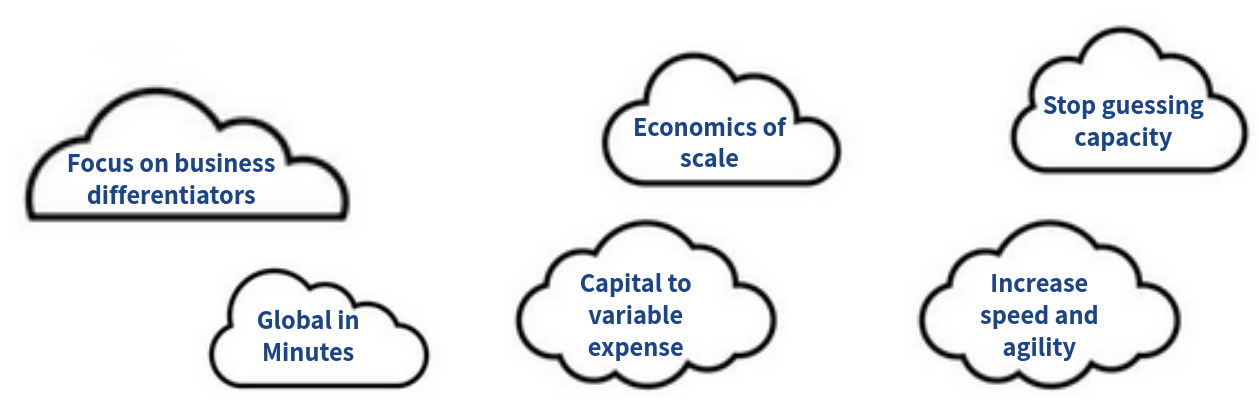 Focus on business
differentiators
Economics of
scale
Stop guessing
capacity
Global in
Minutes
Capital to
variable
expense
Increase
speed and
agility